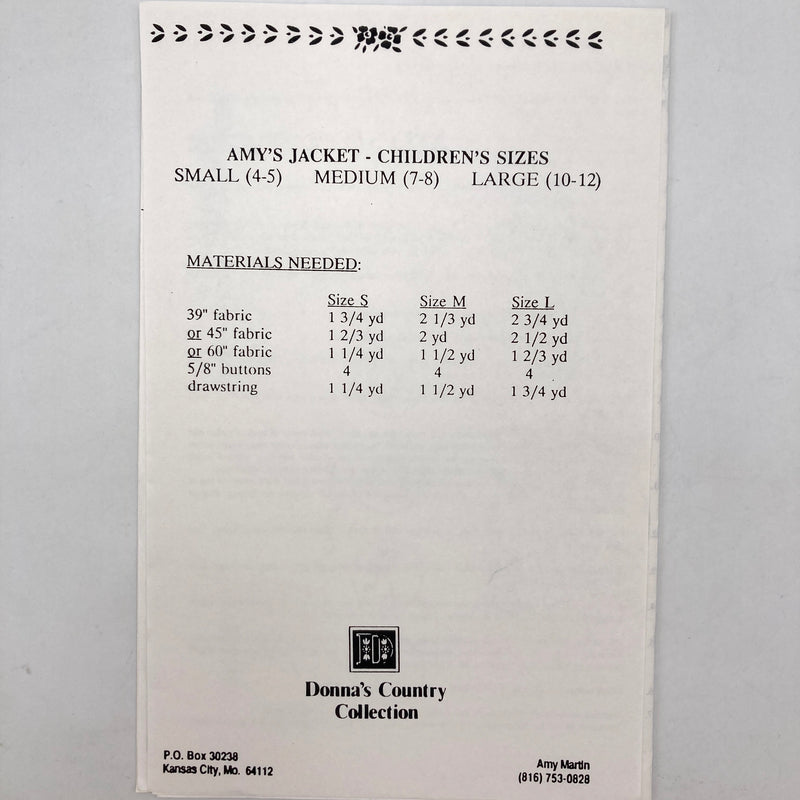 AMY'S JACKET - CHILDREN'S SIZES
SMALL (4-5) MEDIUM (7-8) LARGE (10-12)
MATERIALS NEEDED:
Size S Size M Size L
39" fabric 1 3/4 yd 2 1/3 yd 2 3/4 yd
or 45" fabric 1 2/3 yd 2 yd 2 1/2 yd
or 60" fabric 1 1/4 yd 1 1/2 yd 1 2/3 yd
5/8" buttons 4 4 4
drawstring 1 1/4 yd 1 1/2 yd 1 3/4 yd
D
Donna's Country
Collection
P.O. Box 30238
Kansas City, Mo. 64112
Amy Martin
(816) 753-0828